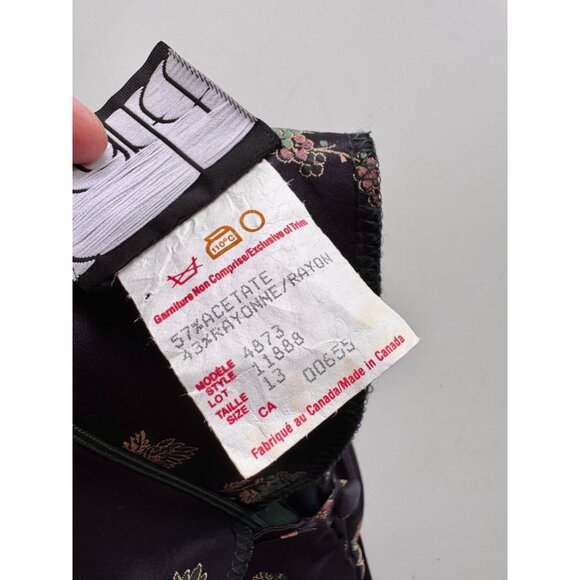 110°C
Garniture Non Comprise/Exclusive of Trim
57%ACETATE
43%RAYONNE/RAYON
MODÈLE
STYLE 4873
LOT 11888
TAILLE
SIZE 13 00655
CA
Fabriqué au Canada/Made in Canada